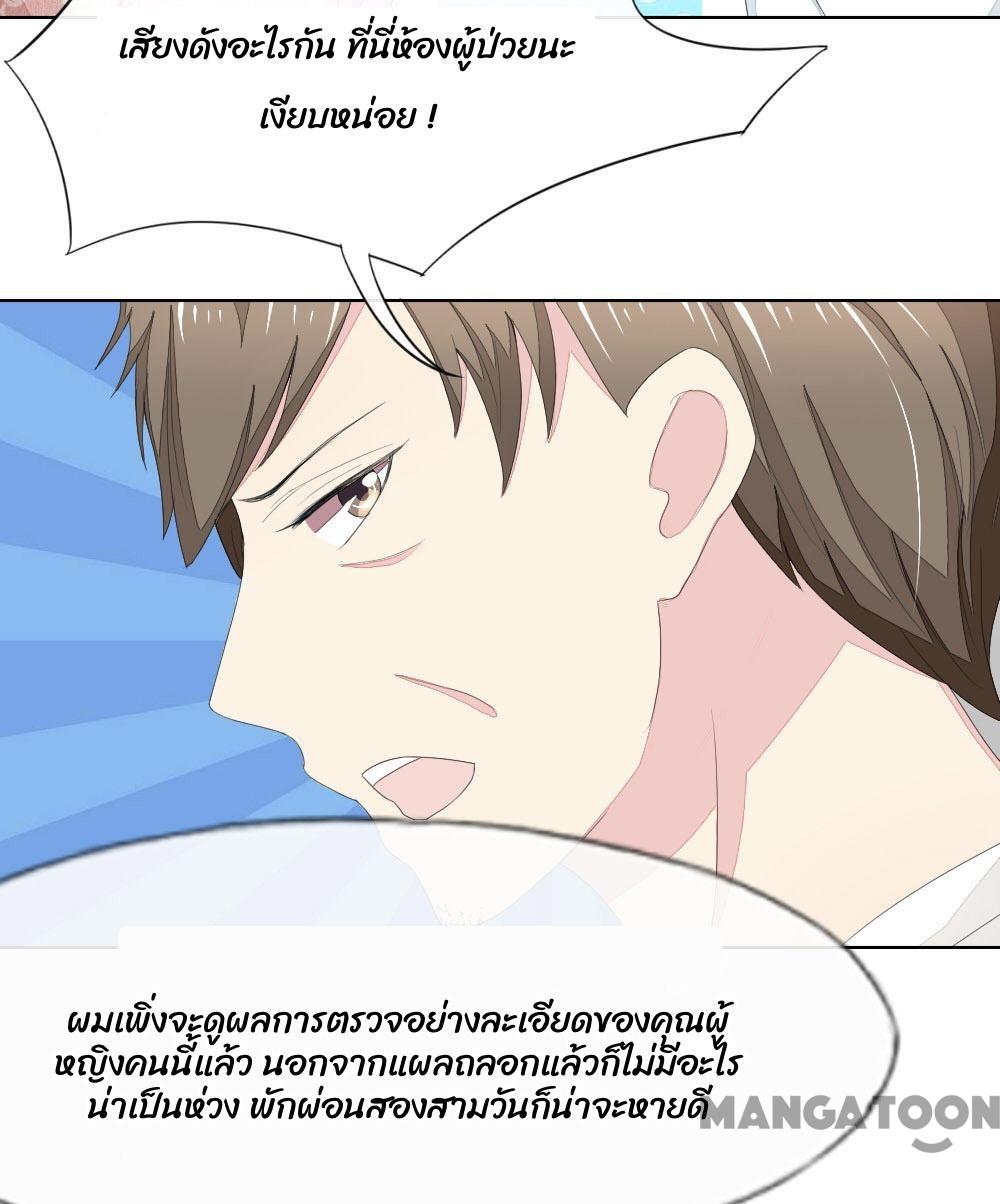 เสียงดังอะไรกัน ที่นี่ห้องผู้ป่วยนะ
เงียบหน่อย !
ผมเพิ่งจะดูผลการตรวจอย่างละเอียดของคุณผู้
หญิงคนนี้แล้ว นอกจากแผลถลอกแล้วก็ไม่มีอะไร
น่าเป็นห่วง พักผ่อนสองสามวันก็น่าจะหายดี
MANGATOON